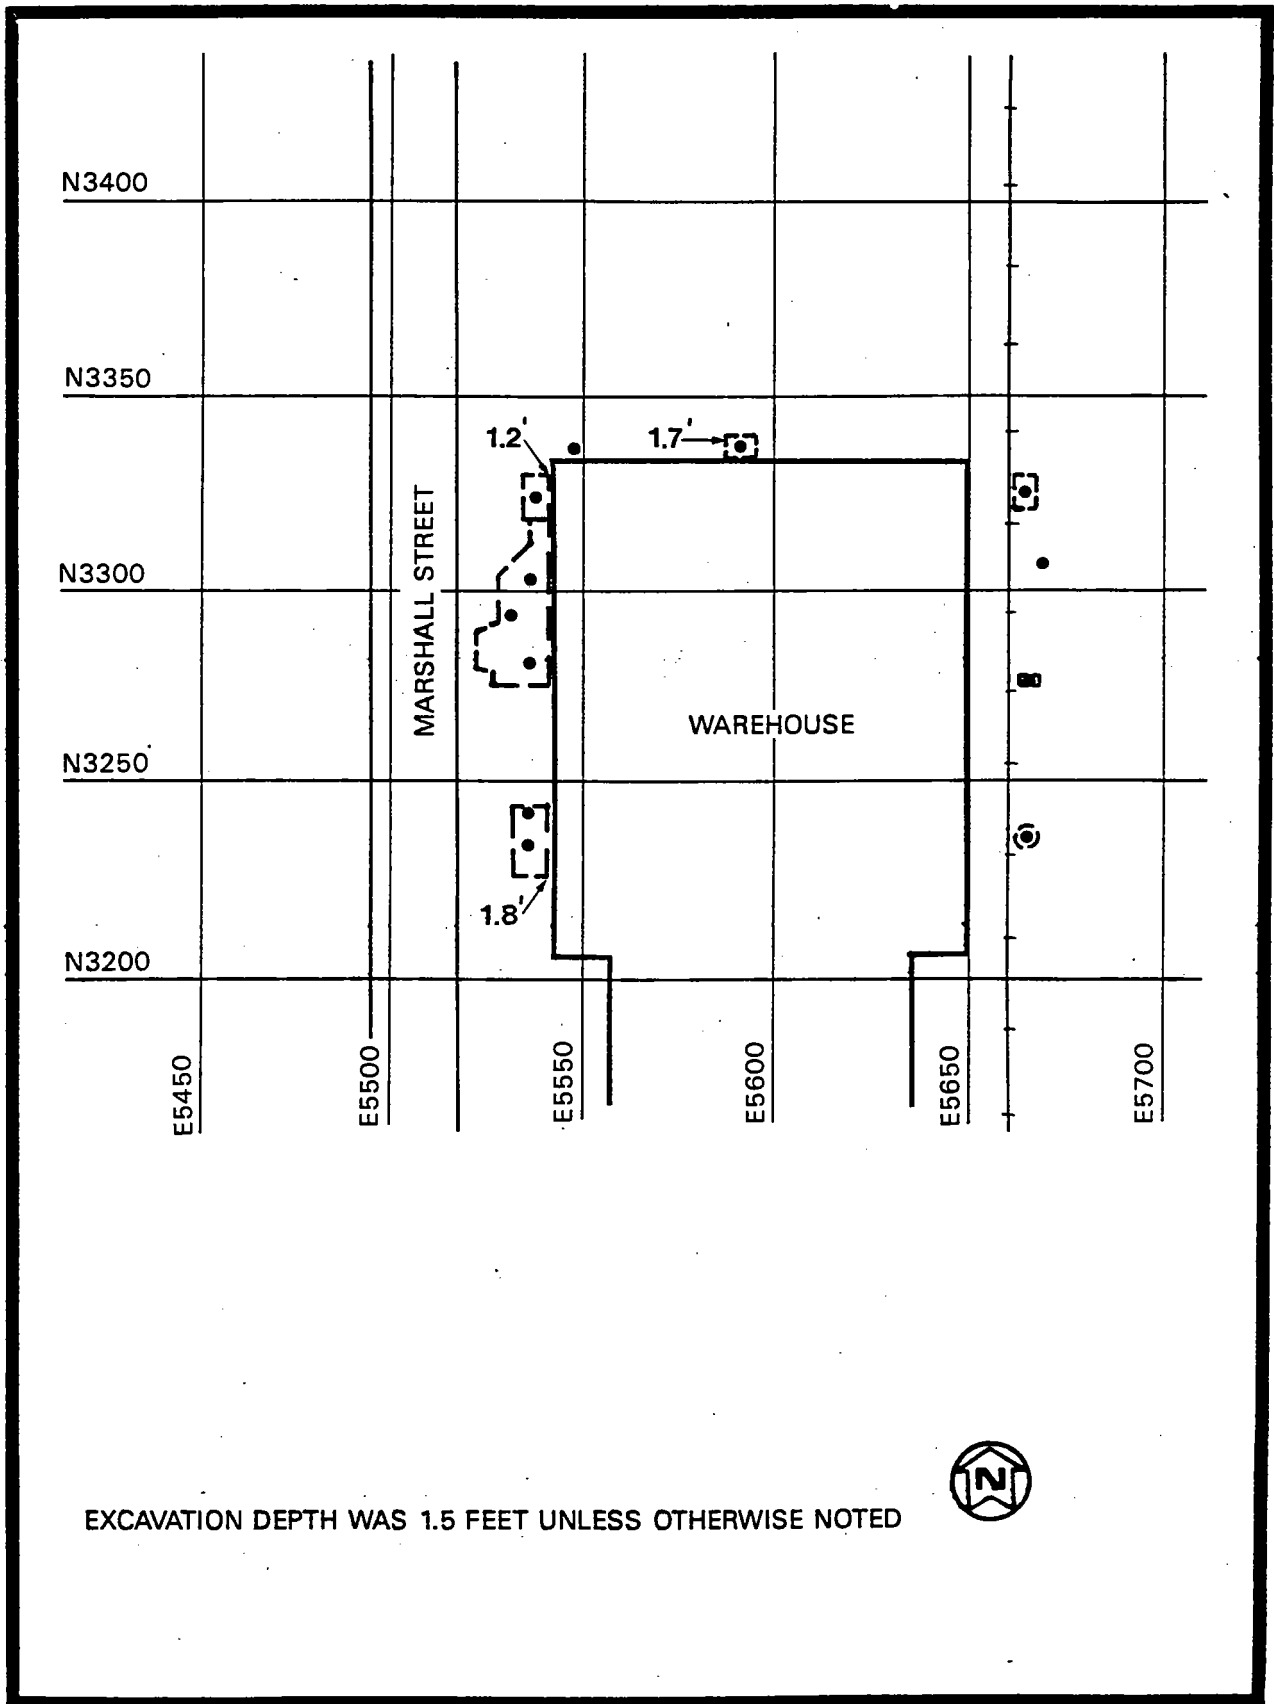 N3400
N3350
1.2'
1.7'
MARSHALL STREET
N3300
WAREHOUSE
N3250
1.8'
N3200
E5450
E5500
E5550
E5600
E5650
E5700
N
EXCAVATION DEPTH WAS 1.5 FEET UNLESS OTHERWISE NOTED